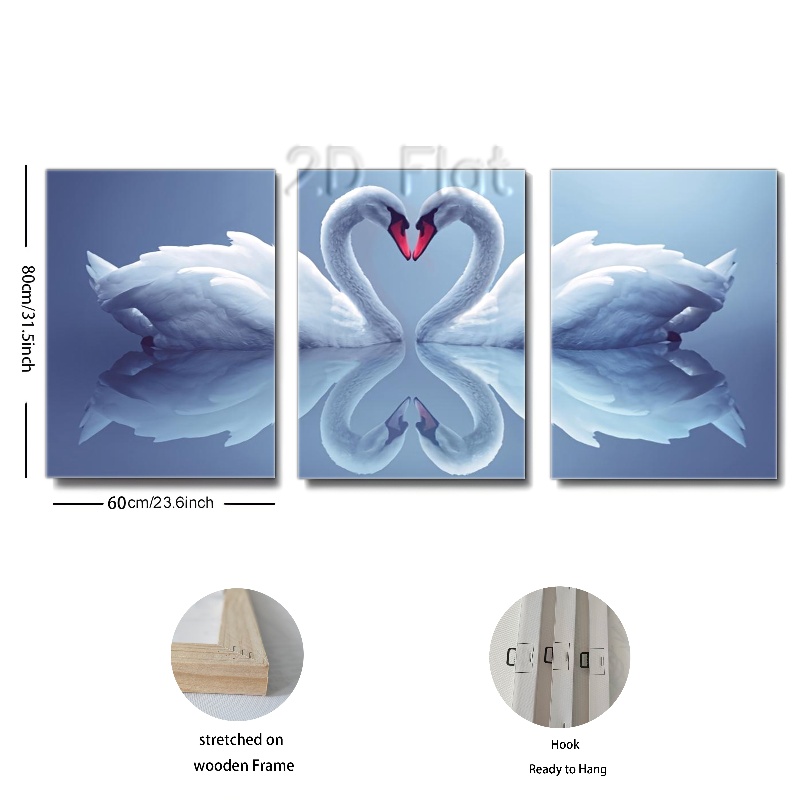 2D Flat
80cm/31.5inch
60cm/23.6inch
stretched on
wooden Frame
Hook
Ready to Hang